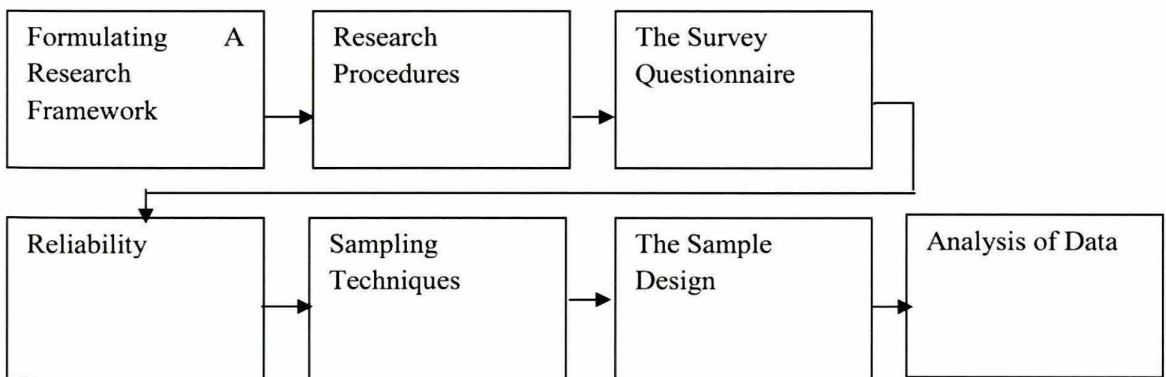 Formulating A
Research
Framework
Research
Procedures
The Survey
Questionnaire
Reliability
Sampling
Techniques
The Sample
Design
Analysis of Data